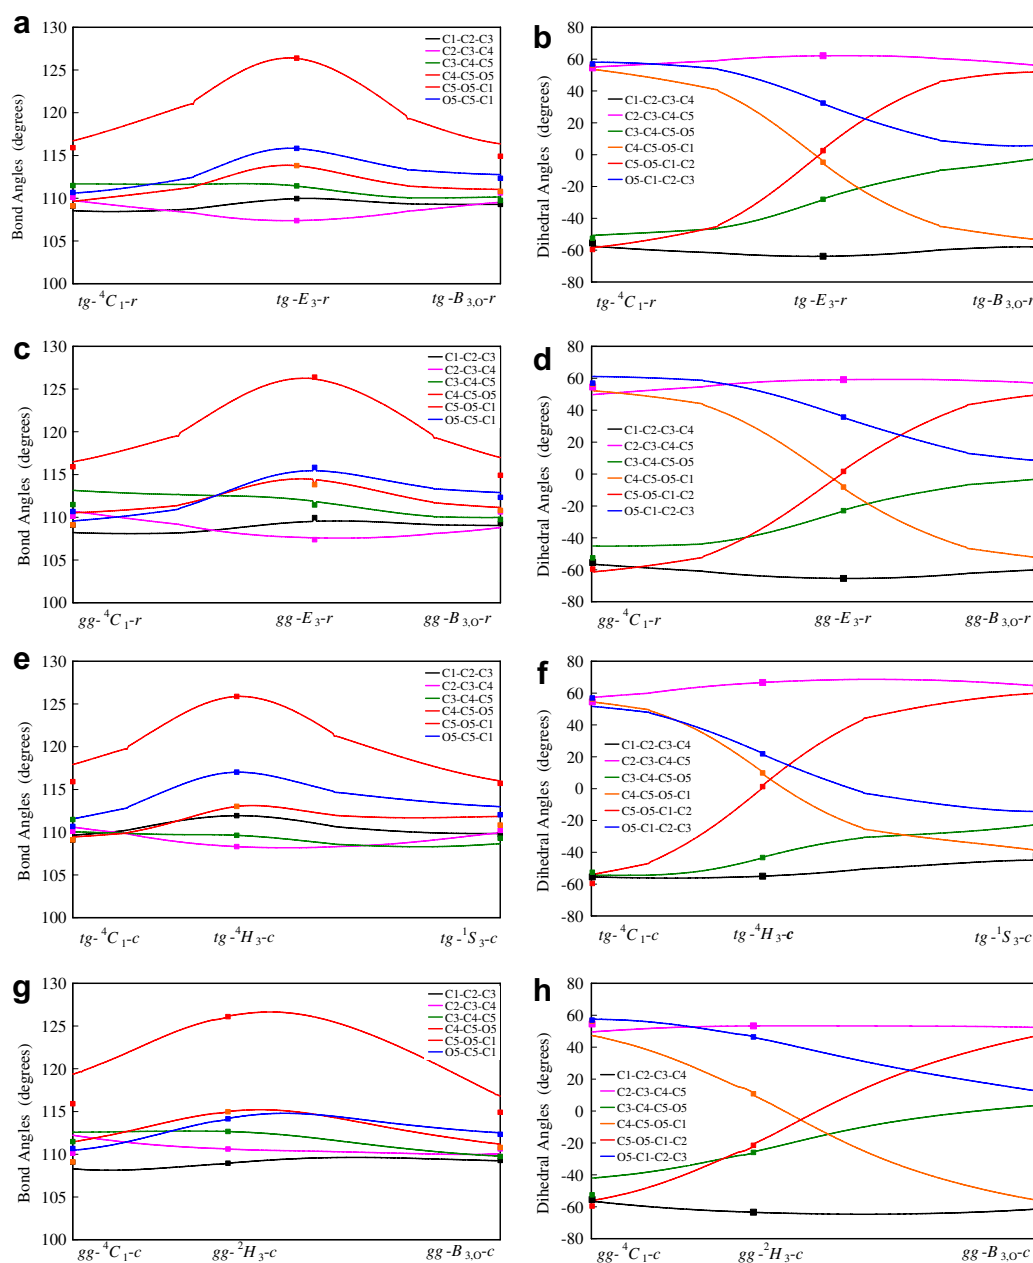 a
130
125
120
115
110
105
100
Bond Angles (degrees)
C1-C2-C3
C2-C3-C4
C3-C4-C5
C4-C5-O5
C5-O5-C1
O5-C5-C1
tg-⁴C₁-r
tg-E₃-r
tg-B₃,O-r
b
80
60
40
20
0
-20
-40
-60
-80
Dihedral Angles (degrees)
C1-C2-C3-C4
C2-C3-C4-C5
C3-C4-C5-O5
C4-C5-O5-C1
C5-O5-C1-C2
O5-C1-C2-C3
tg-⁴C₁-r
tg-E₃-r
tg-B₃,O-r
c
130
125
120
115
110
105
100
Bond Angles (degrees)
C1-C2-C3
C2-C3-C4
C3-C4-C5
C4-C5-O5
C5-O5-C1
O5-C5-C1
gg-⁴C₁-r
gg-E₃-r
gg-B₃,O-r
d
80
60
40
20
0
-20
-40
-60
-80
Dihedral Angles (degrees)
C1-C2-C3-C4
C2-C3-C4-C5
C3-C4-C5-O5
C4-C5-O5-C1
C5-O5-C1-C2
O5-C1-C2-C3
gg-⁴C₁-r
gg-E₃-r
gg-B₃,O-r
e
130
125
120
115
110
105
100
Bond Angles (degrees)
C1-C2-C3
C2-C3-C4
C3-C4-C5
C4-C5-O5
C5-O5-C1
O5-C5-C1
tg-⁴C₁-c
tg-⁴H₃-c
tg-¹S₃-c
f
80
60
40
20
0
-20
-40
-60
-80
Dihedral Angles (degrees)
C1-C2-C3-C4
C2-C3-C4-C5
C3-C4-C5-O5
C4-C5-O5-C1
C5-O5-C1-C2
O5-C1-C2-C3
tg-⁴C₁-c
tg-⁴H₃-c
tg-¹S₃-c
g
130
125
120
115
110
105
100
Bond Angles (degrees)
C1-C2-C3
C2-C3-C4
C3-C4-C5
C4-C5-O5
C5-O5-C1
O5-C5-C1
gg-⁴C₁-c
gg-²H₃-c
gg-B₃,O-c
h
80
60
40
20
0
-20
-40
-60
-80
Dihedral Angles (degrees)
C1-C2-C3-C4
C2-C3-C4-C5
C3-C4-C5-O5
C4-C5-O5-C1
C5-O5-C1-C2
O5-C1-C2-C3
gg-⁴C₁-c
gg-²H₃-c
gg-B₃,O-c